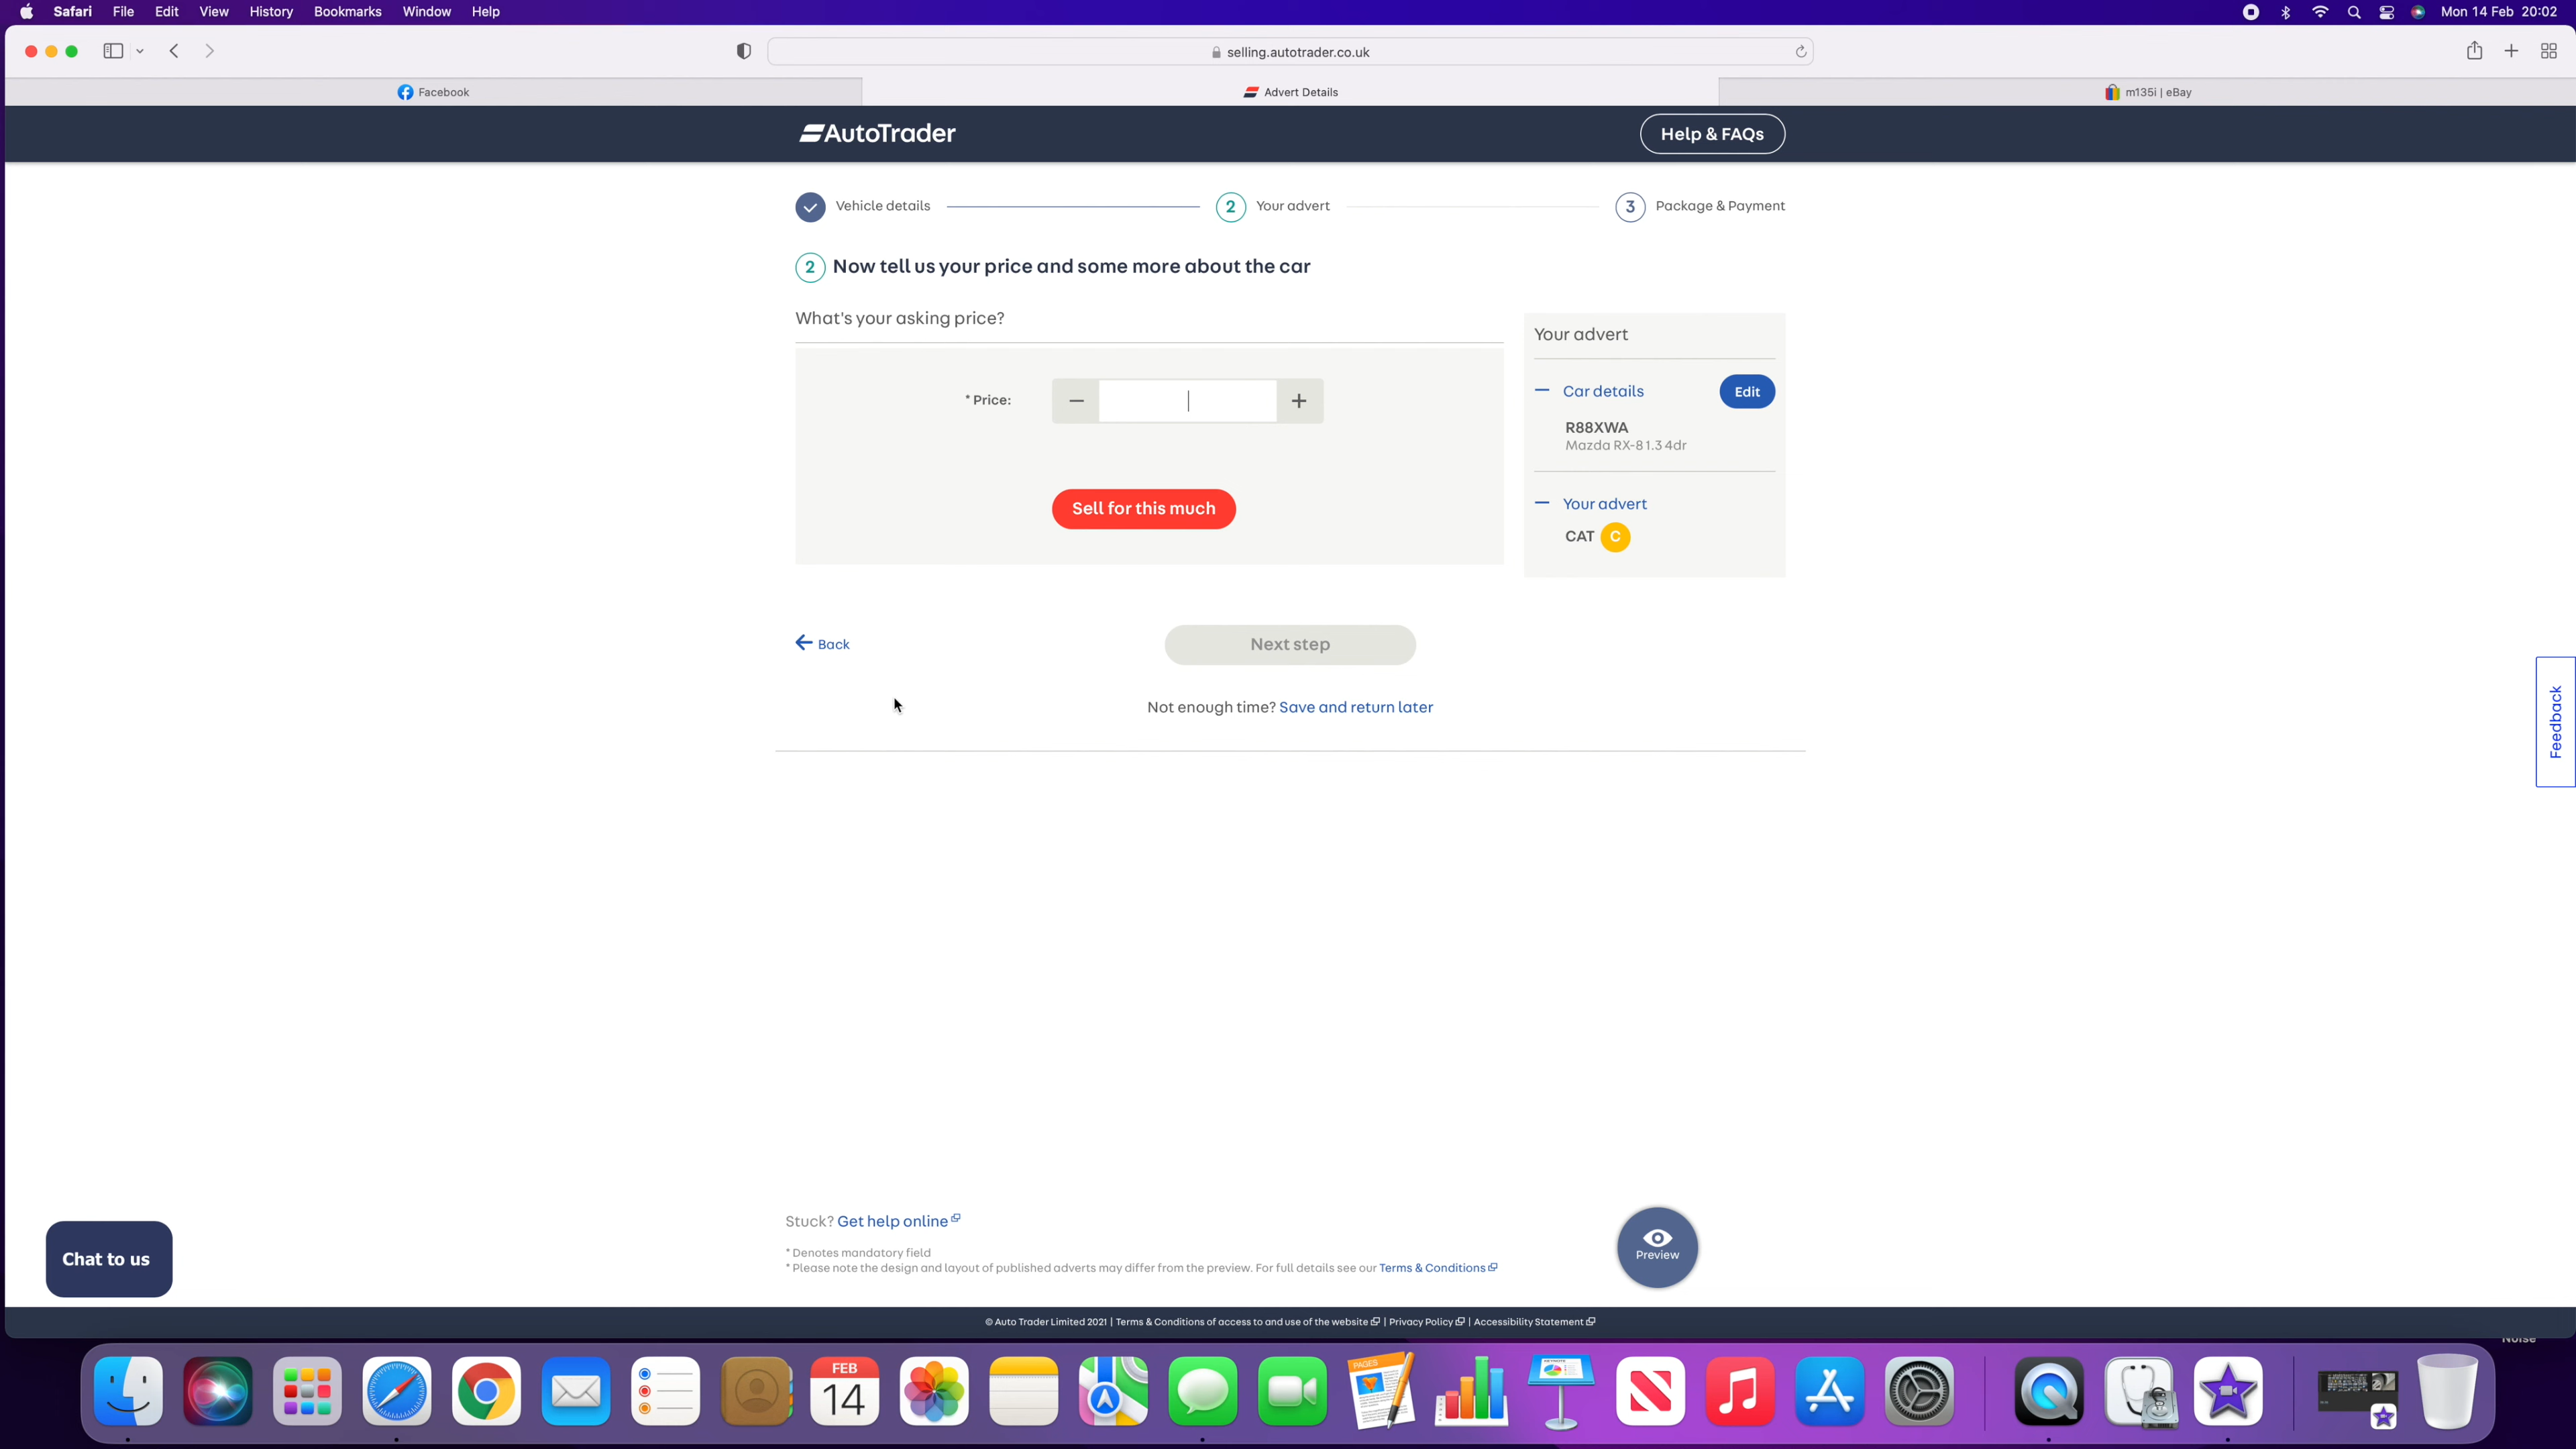 Safari File Edit View History Bookmarks Window Help
Mon 14 Feb 20:02
selling.autotrader.co.uk
Facebook
Advert Details
m135i | eBay
AutoTrader
Help & FAQs
Vehicle details
2 Your advert
3 Package & Payment
2 Now tell us your price and some more about the car
What's your asking price?
* Price:
Sell for this much
Your advert
Car details
Edit
R88XWA
Mazda RX-8 1.3 4dr
Your advert
CAT C
Back
Next step
Not enough time? Save and return later
Feedback
Stuck? Get help online
* Denotes mandatory field
* Please note the design and layout of published adverts may differ from the preview. For full details see our Terms & Conditions
Preview
Chat to us
© Auto Trader Limited 2021 | Terms & Conditions of access to and use of the website | Privacy Policy | Accessibility Statement
FEB
14
PAGES